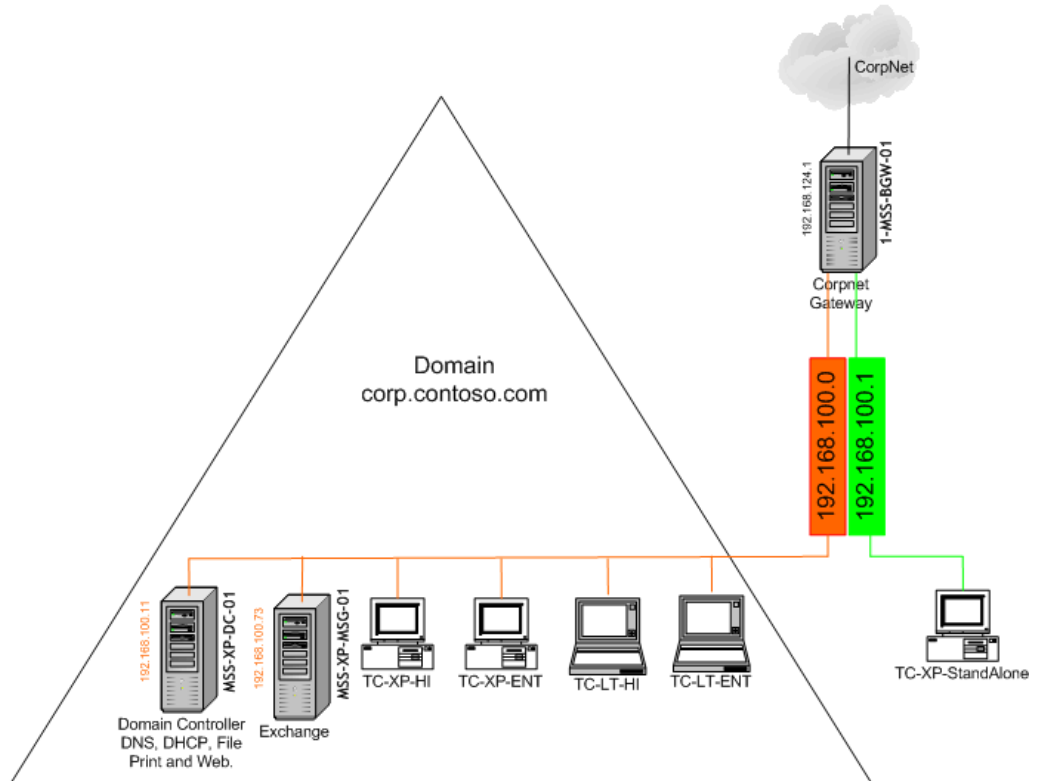 CorpNet
192.168.124.1
1-MSS-BGW-01
Corpnet
Gateway
Domain
corp.contoso.com
192.168.100.0
192.168.100.1
192.168.100.11
MSS-XP-DC-01
192.168.100.73
MSS-XP-MSG-01
TC-XP-HI
TC-XP-ENT
TC-LT-HI
TC-LT-ENT
TC-XP-StandAlone
Domain Controller
DNS, DHCP, File
Print and Web.
Exchange